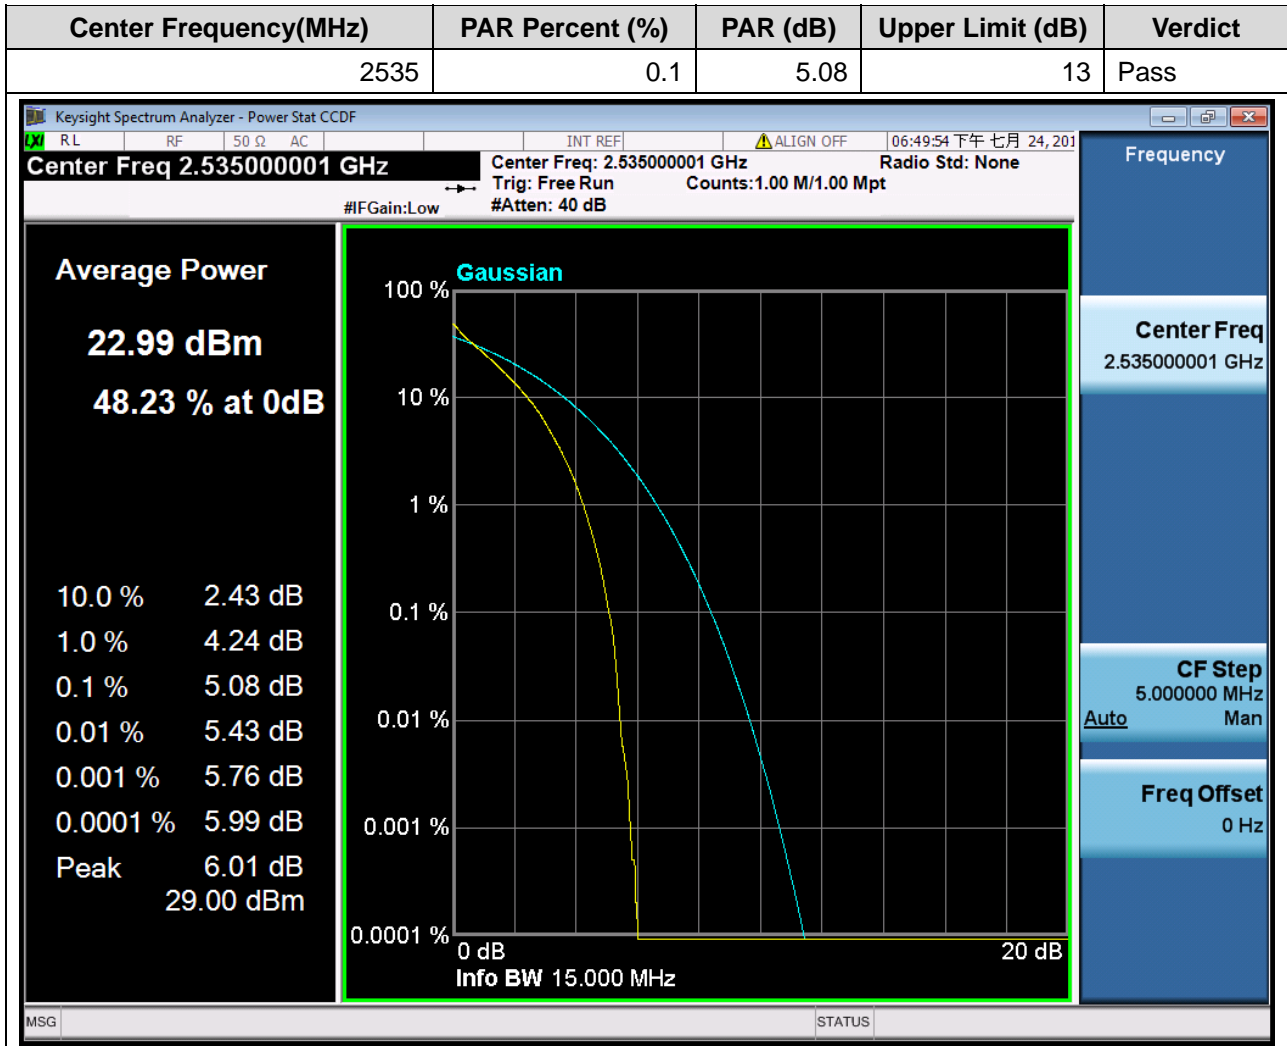 Center Frequency(MHz) PAR Percent (%) PAR (dB) Upper Limit (dB) Verdict
2535 0.1 5.08 13 Pass
Keysight Spectrum Analyzer - Power Stat CCDF
LXI RL RF 50 Ω AC INT REF ALIGN OFF 06:49:54 下午 七月 24, 201
Center Freq 2.535000001 GHz
Center Freq: 2.535000001 GHz Radio Std: None
Trig: Free Run Counts:1.00 M/1.00 Mpt
#IFGain:Low #Atten: 40 dB
Frequency
Average Power
22.99 dBm
48.23 % at 0dB
10.0 % 2.43 dB
1.0 % 4.24 dB
0.1 % 5.08 dB
0.01 % 5.43 dB
0.001 % 5.76 dB
0.0001 % 5.99 dB
Peak 6.01 dB
29.00 dBm
Gaussian
100 %
10 %
1 %
0.1 %
0.01 %
0.001 %
0.0001 %
0 dB 20 dB
Info BW 15.000 MHz
Center Freq
2.535000001 GHz
CF Step
5.000000 MHz
Auto Man
Freq Offset
0 Hz
MSG STATUS